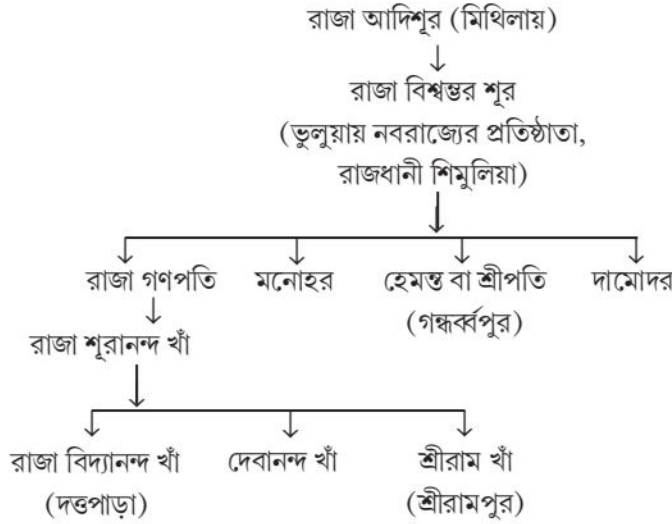 রাজা আদিশূর (মিথিলায়)
রাজা বিশ্বম্ভর শূর
(ভুলুয়ায় নবরাজ্যের প্রতিষ্ঠাতা,
রাজধানী শিমুলিয়া)
রাজা গণপতি মনোহর হেমন্ত বা শ্রীপতি দামোদর
(গন্ধর্ব্বপুর)
রাজা শূরানন্দ খাঁ
রাজা বিদ্যানন্দ খাঁ দেবানন্দ খাঁ শ্রীরাম খাঁ
(দত্তপাড়া) (শ্রীরামপুর)